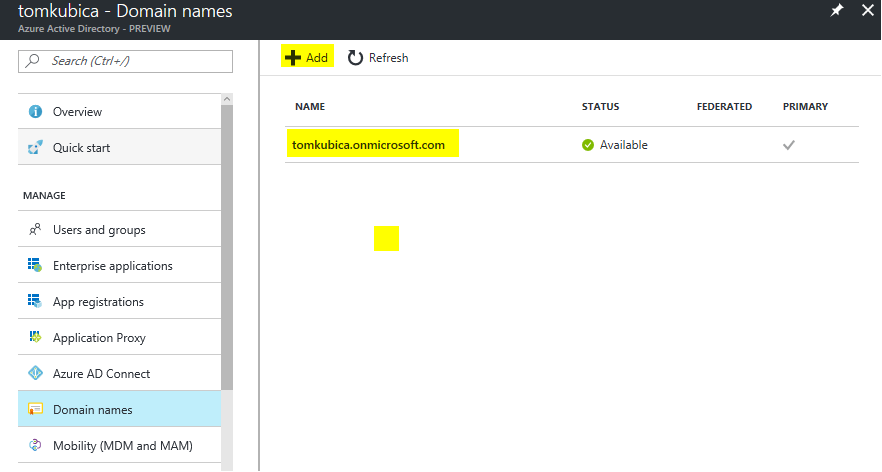 tomkubica - Domain names
Azure Active Directory - PREVIEW
Search (Ctrl+/)
Overview
Quick start
MANAGE
Users and groups
Enterprise applications
App registrations
Application Proxy
Azure AD Connect
Domain names
Mobility (MDM and MAM)
Add Refresh
NAME STATUS FEDERATED PRIMARY
tomkubica.onmicrosoft.com Available